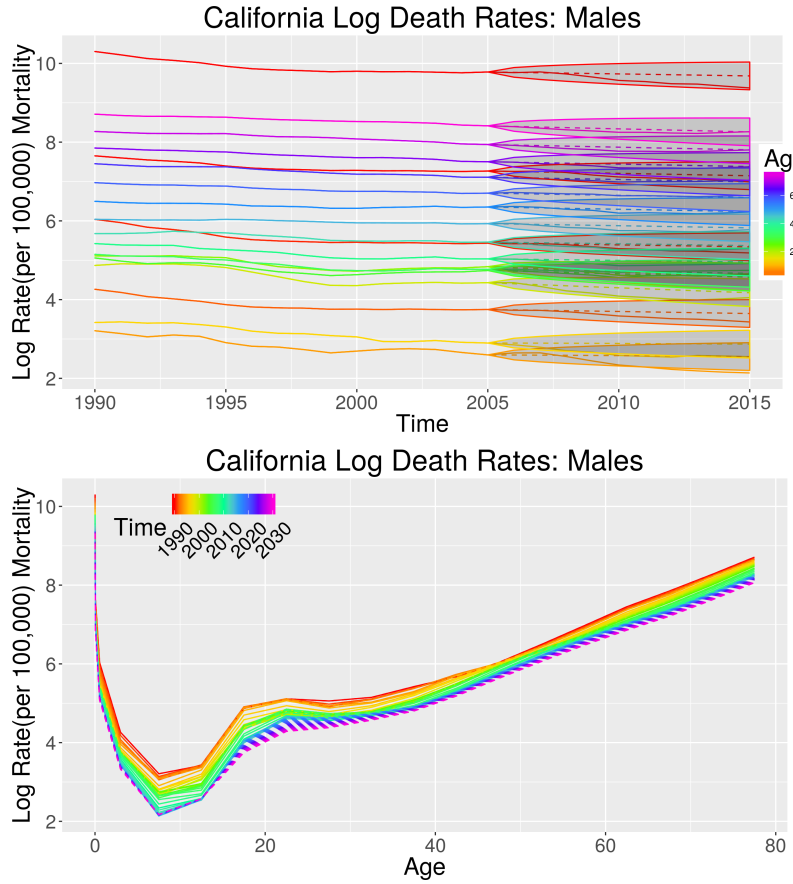 California Log Death Rates: Males
Log Rate(per 100,000) Mortality
10
8
6
4
2
1990 1995 2000 2005 2010 2015
Time
Ag
6
2
California Log Death Rates: Males
Log Rate(per 100,000) Mortality
10
8
6
4
2
Time
1990 2000 2010 2020 2030
0 20 40 60 80
Age